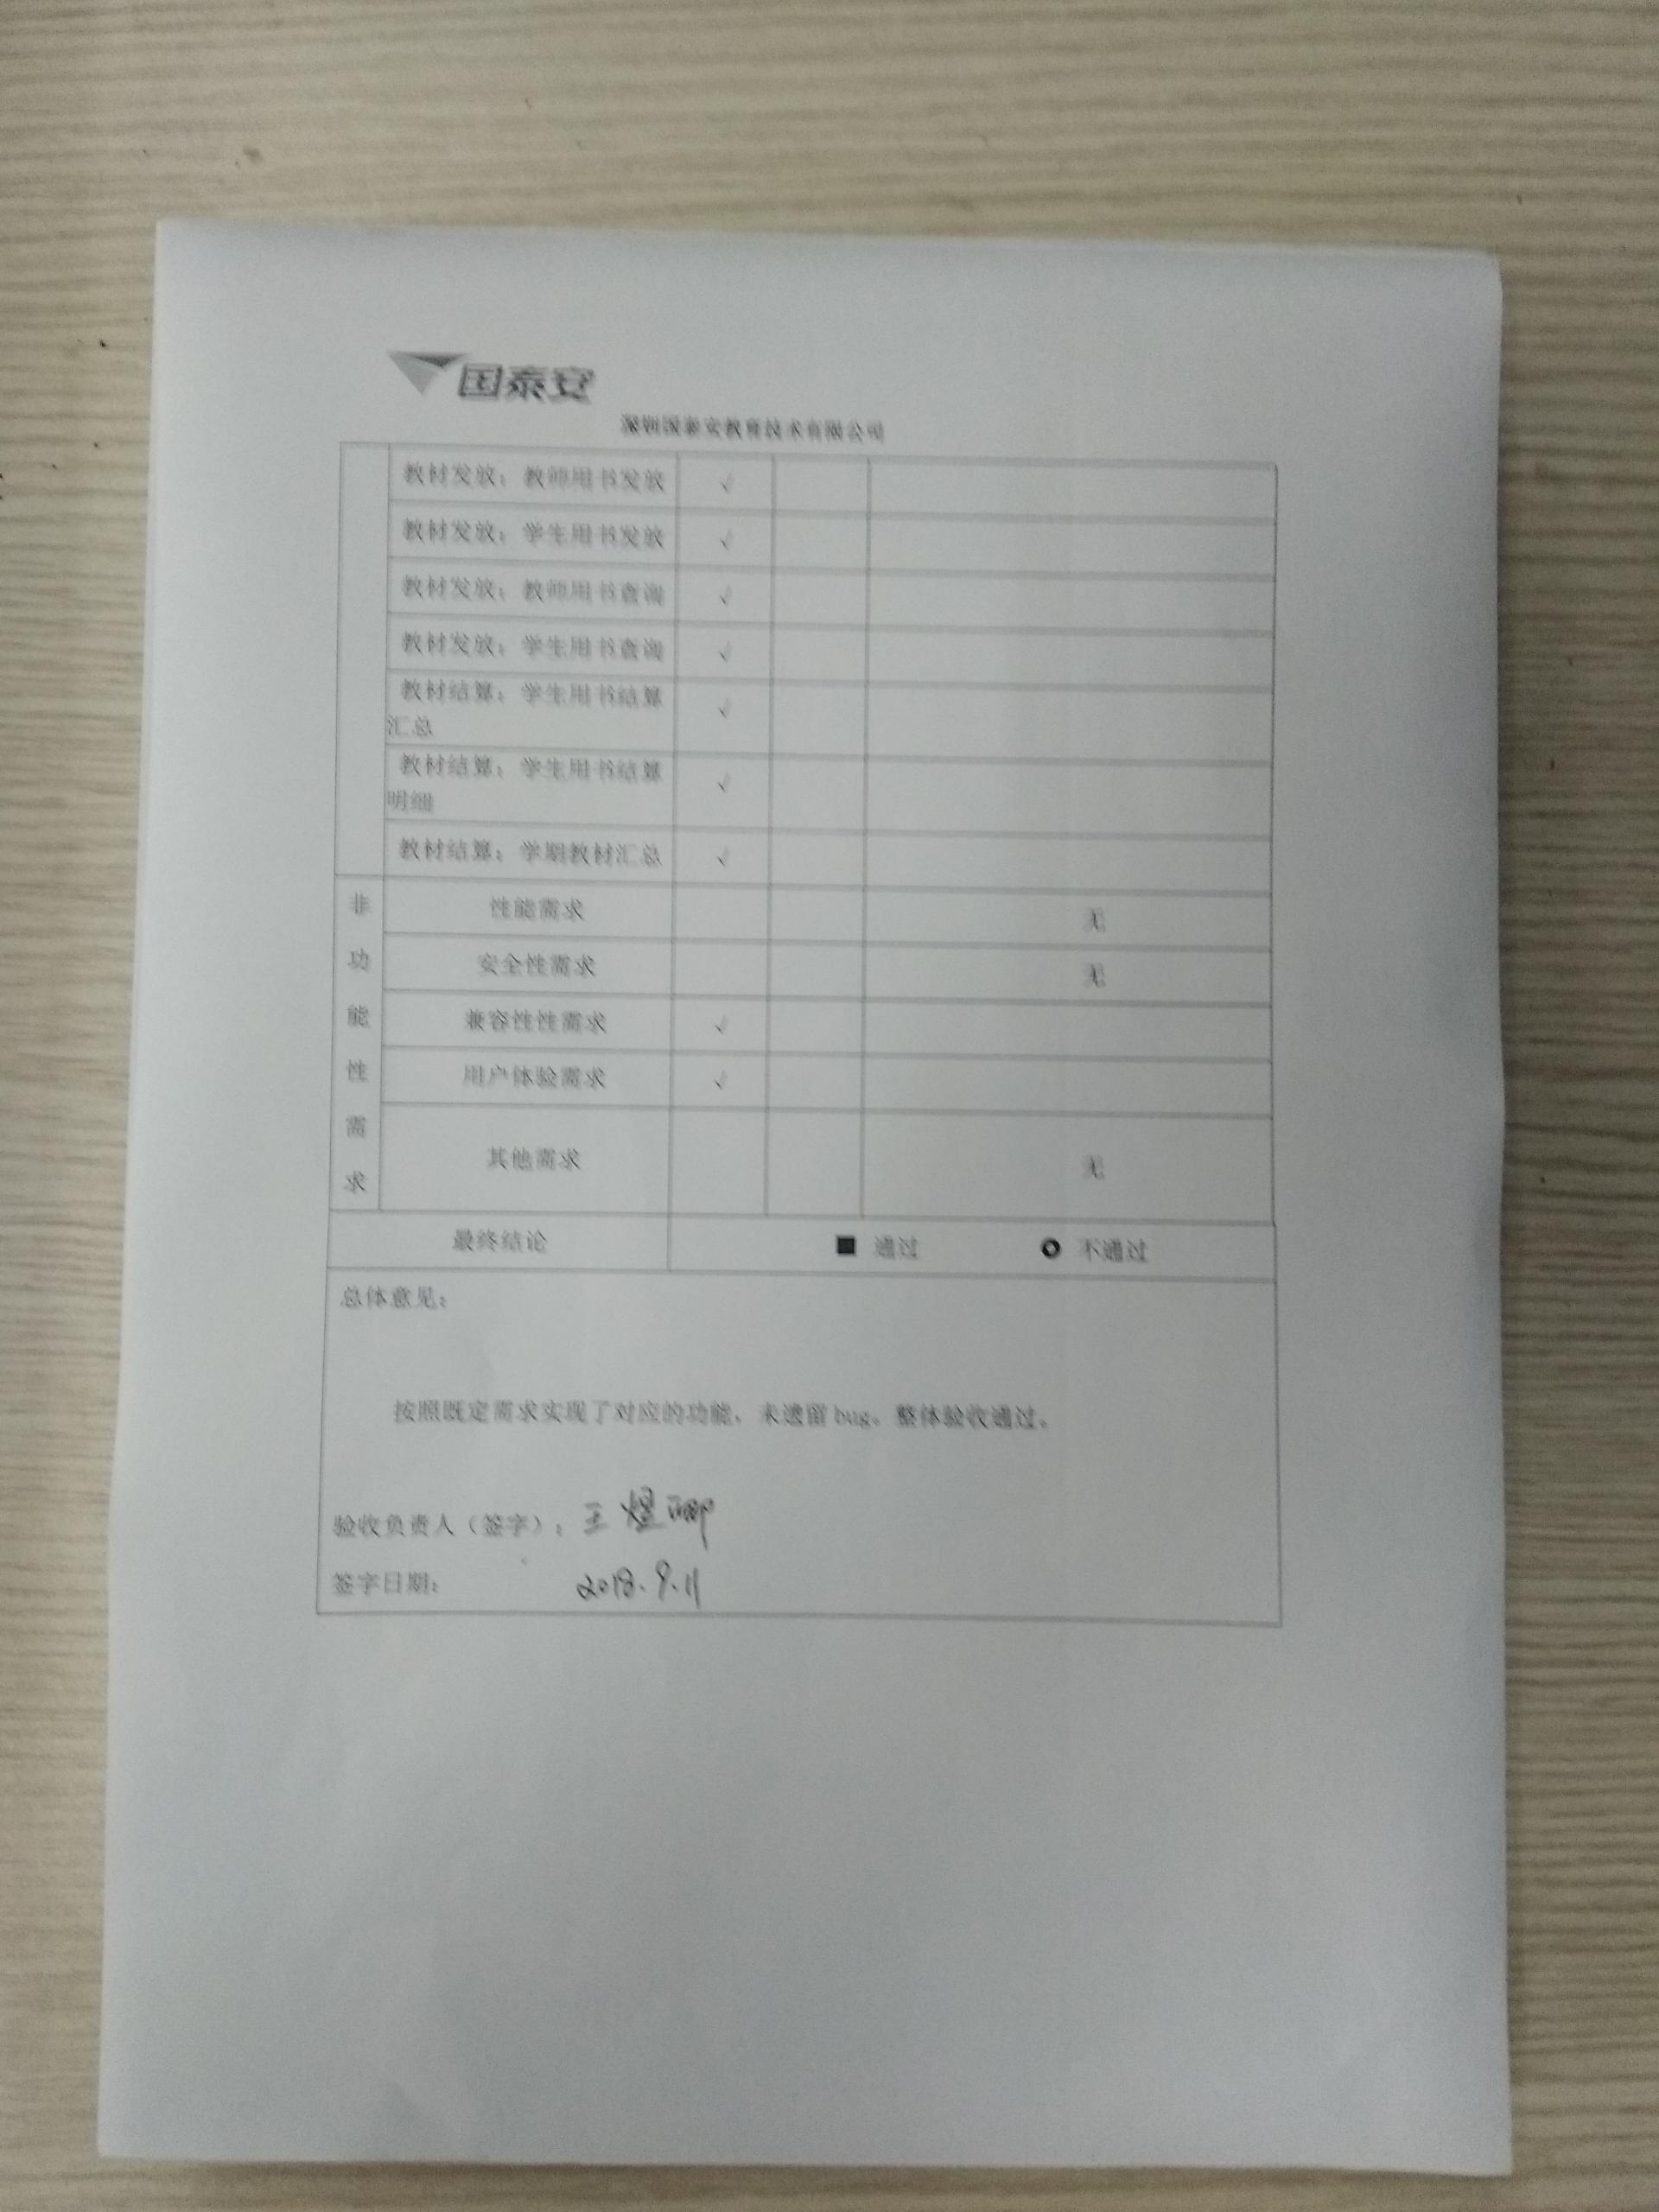 国泰安
深圳国泰安教育技术有限公司
教材发放：教师用书发放 √
教材发放：学生用书发放 √
教材发放：教师用书查询 √
教材发放：学生用书查询 √
教材结算：学生用书结算
汇总 √
教材结算：学生用书结算
明细 √
教材结算：学期教材汇总 √
非功能性需求
性能需求 无
安全性需求 无
兼容性性需求 √
用户体验需求 √
其他需求 无
最终结论 ■ 通过 不通过
总体意见：
按照既定需求实现了对应的功能，未遗留 bug。整体验收通过。
验收负责人（签字）：王煜卿
签字日期： 2018.9.11